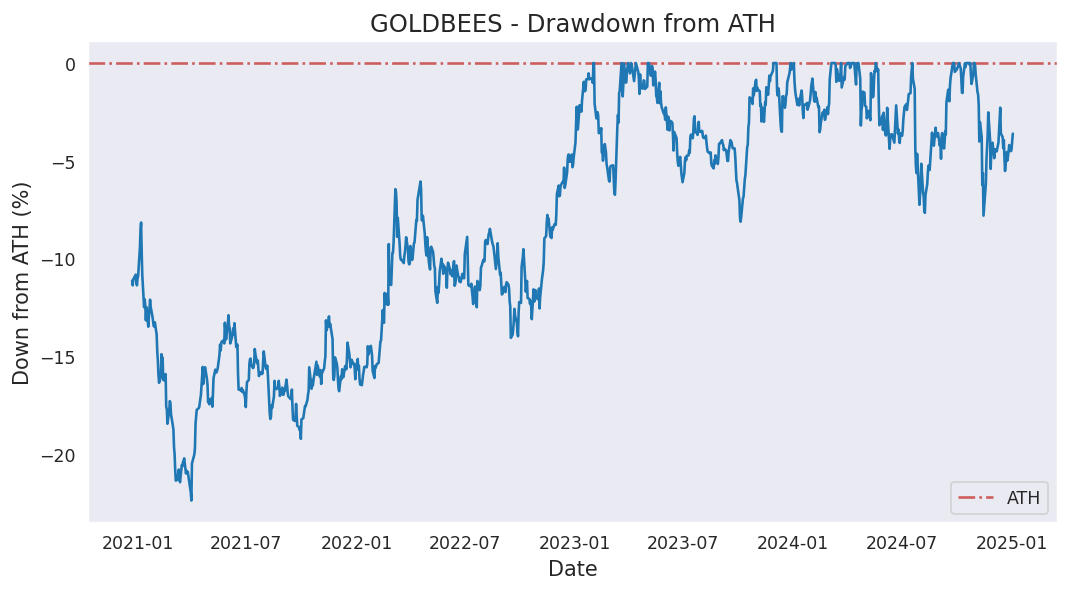 GOLDBEES - Drawdown from ATH
Down from ATH (%)
0
−5
−10
−15
−20
ATH
2021-01 2021-07 2022-01 2022-07 2023-01 2023-07 2024-01 2024-07 2025-01
Date